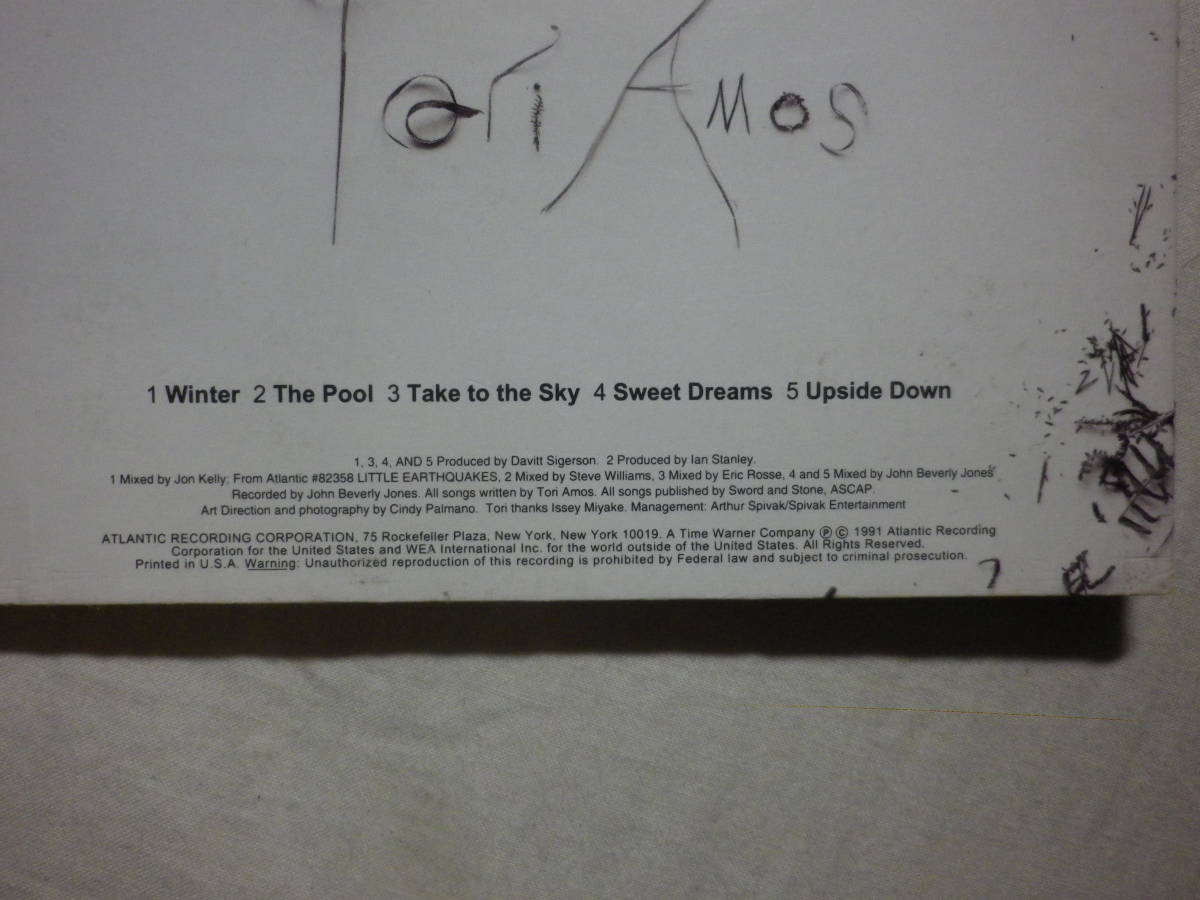 Tori Amos
1 Winter 2 The Pool 3 Take to the Sky 4 Sweet Dreams 5 Upside Down
1, 3, 4, AND 5 Produced by Davitt Sigerson. 2 Produced by Ian Stanley.
1 Mixed by Jon Kelly; From Atlantic #82358 LITTLE EARTHQUAKES, 2 Mixed by Steve Williams, 3 Mixed by Eric Rosse, 4 and 5 Mixed by John Beverly Jones
Recorded by John Beverly Jones. All songs written by Tori Amos. All songs published by Sword and Stone, ASCAP.
Art Direction and photography by Cindy Palmano. Tori thanks Issey Miyake. Management: Arthur Spivak/Spivak Entertainment
ATLANTIC RECORDING CORPORATION, 75 Rockefeller Plaza, New York, New York 10019. A Time Warner Company ℗ © 1991 Atlantic Recording
Corporation for the United States and WEA International Inc. for the world outside of the United States. All Rights Reserved.
Printed in U.S.A. Warning: Unauthorized reproduction of this recording is prohibited by Federal law and subject to criminal prosecution.